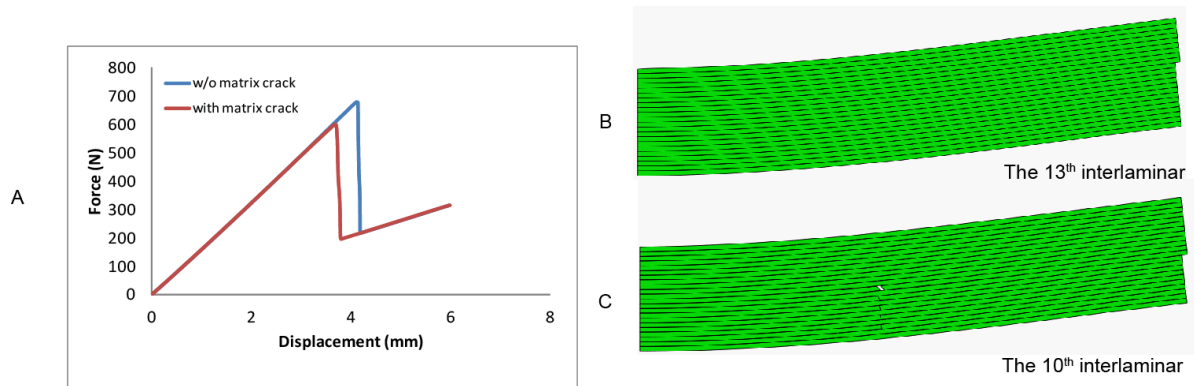 A
800
700
600
500
400
300
200
100
0
Force (N)
w/o matrix crack
with matrix crack
0 2 4 6 8
Displacement (mm)
B
The 13th interlaminar
C
The 10th interlaminar